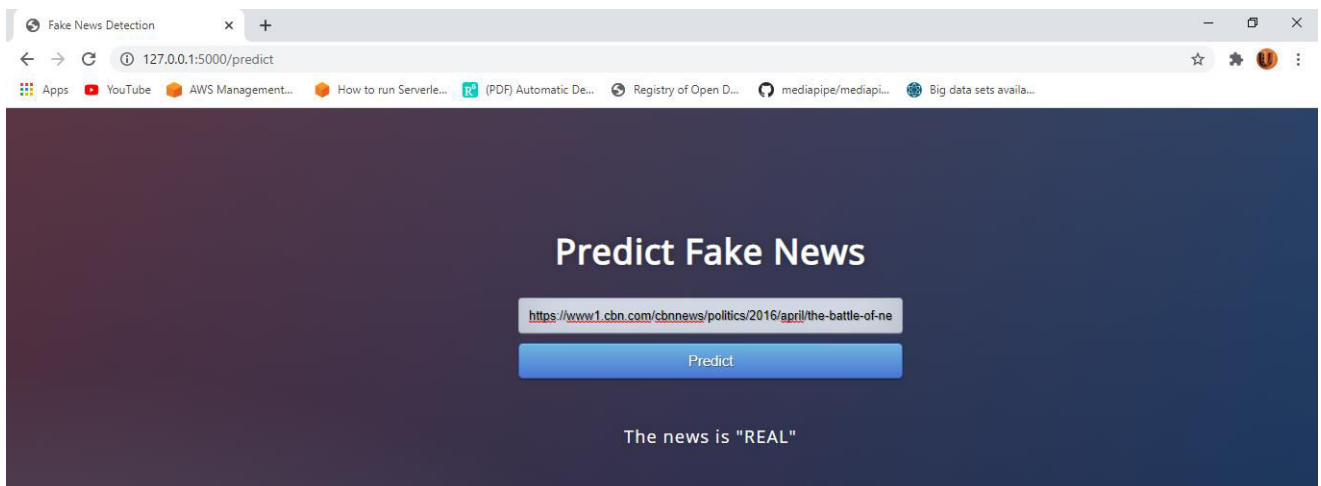 Fake News Detection
127.0.0.1:5000/predict
Apps YouTube AWS Management... How to run Serverle... R⁶ (PDF) Automatic De... Registry of Open D... mediapipe/mediapi... Big data sets availa...
Predict Fake News
https://www1.cbn.com/cbnnews/politics/2016/april/the-battle-of-ne
Predict
The news is "REAL"